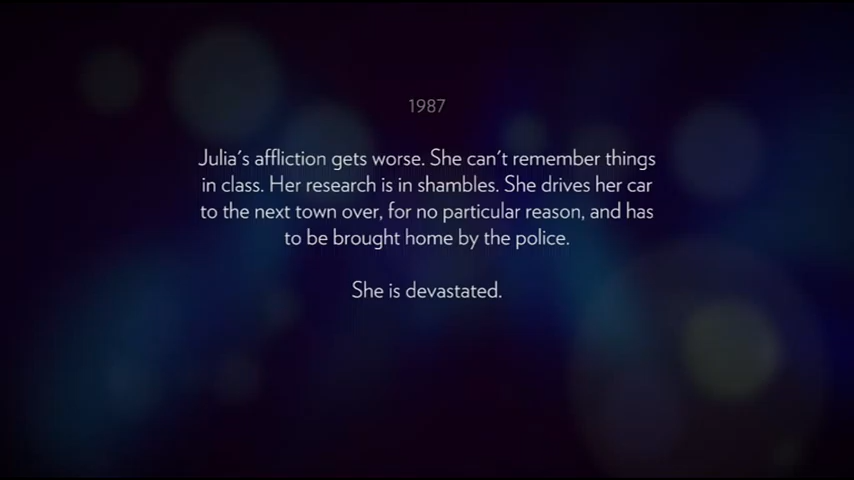 1987
Julia's affliction gets worse. She can't remember things
in class. Her research is in shambles. She drives her car
to the next town over, for no particular reason, and has
to be brought home by the police.
She is devastated.